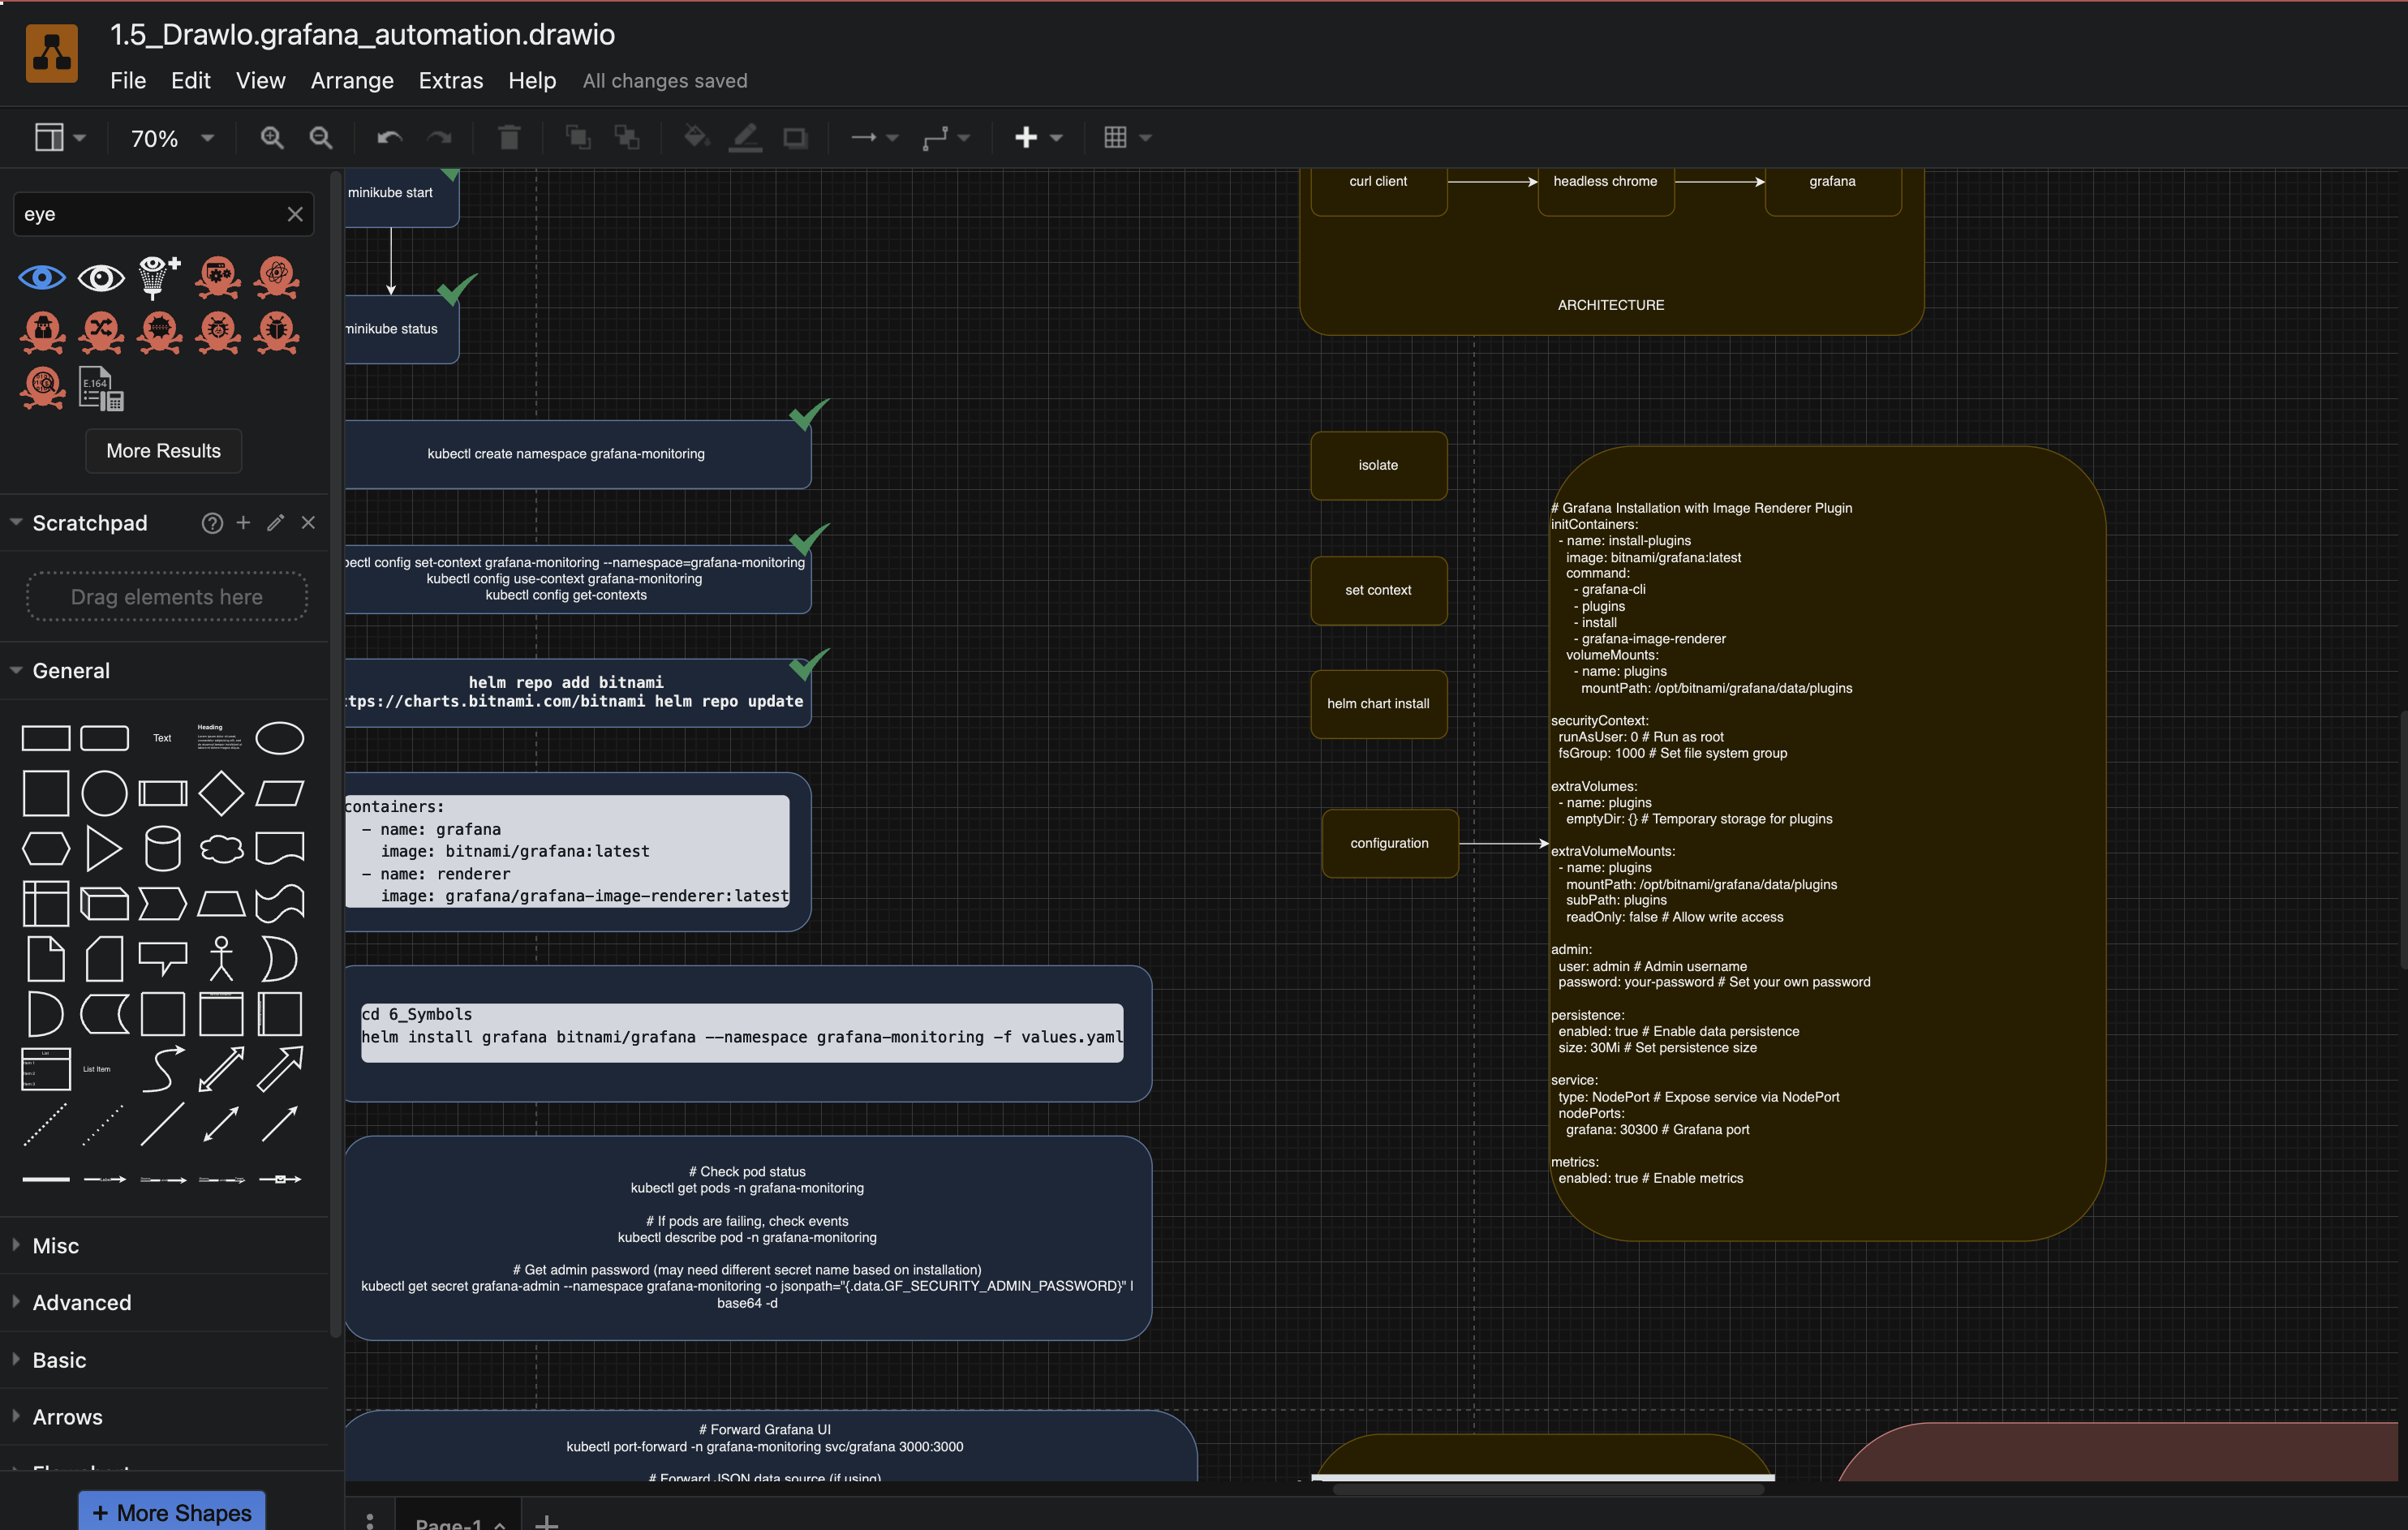 1.5_DrawIo.grafana_automation.drawio
File Edit View Arrange Extras Help All changes saved
70%
eye
E.164
More Results
Scratchpad
Drag elements here
General
Text
Heading
List
List Item
Misc
Advanced
Basic
Arrows
+ More Shapes
minikube start
minikube status
kubectl create namespace grafana-monitoring
ectl config set-context grafana-monitoring --namespace=grafana-monitoring
kubectl config use-context grafana-monitoring
kubectl config get-contexts
helm repo add bitnami
ttps://charts.bitnami.com/bitnami helm repo update
containers:
– name: grafana
image: bitnami/grafana:latest
– name: renderer
image: grafana/grafana-image-renderer:latest
cd 6_Symbols
helm install grafana bitnami/grafana --namespace grafana-monitoring -f values.yaml
# Check pod status
kubectl get pods -n grafana-monitoring
# If pods are failing, check events
kubectl describe pod -n grafana-monitoring
# Get admin password (may need different secret name based on installation)
kubectl get secret grafana-admin --namespace grafana-monitoring -o jsonpath="{.data.GF_SECURITY_ADMIN_PASSWORD}" |
base64 -d
# Forward Grafana UI
kubectl port-forward -n grafana-monitoring svc/grafana 3000:3000
# Forward JSON data source (if using)
curl client
headless chrome
grafana
ARCHITECTURE
isolate
set context
helm chart install
configuration
# Grafana Installation with Image Renderer Plugin
initContainers:
- name: install-plugins
image: bitnami/grafana:latest
command:
- grafana-cli
- plugins
- install
- grafana-image-renderer
volumeMounts:
- name: plugins
mountPath: /opt/bitnami/grafana/data/plugins
securityContext:
runAsUser: 0 # Run as root
fsGroup: 1000 # Set file system group
extraVolumes:
- name: plugins
emptyDir: {} # Temporary storage for plugins
extraVolumeMounts:
- name: plugins
mountPath: /opt/bitnami/grafana/data/plugins
subPath: plugins
readOnly: false # Allow write access
admin:
user: admin # Admin username
password: your-password # Set your own password
persistence:
enabled: true # Enable data persistence
size: 30Mi # Set persistence size
service:
type: NodePort # Expose service via NodePort
nodePorts:
grafana: 30300 # Grafana port
metrics:
enabled: true # Enable metrics
Page-1